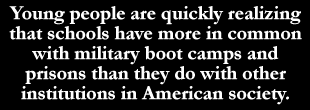 Young people are quickly realizing
that schools have more in common
with military boot camps and
prisons than they do with other
institutions in American society.